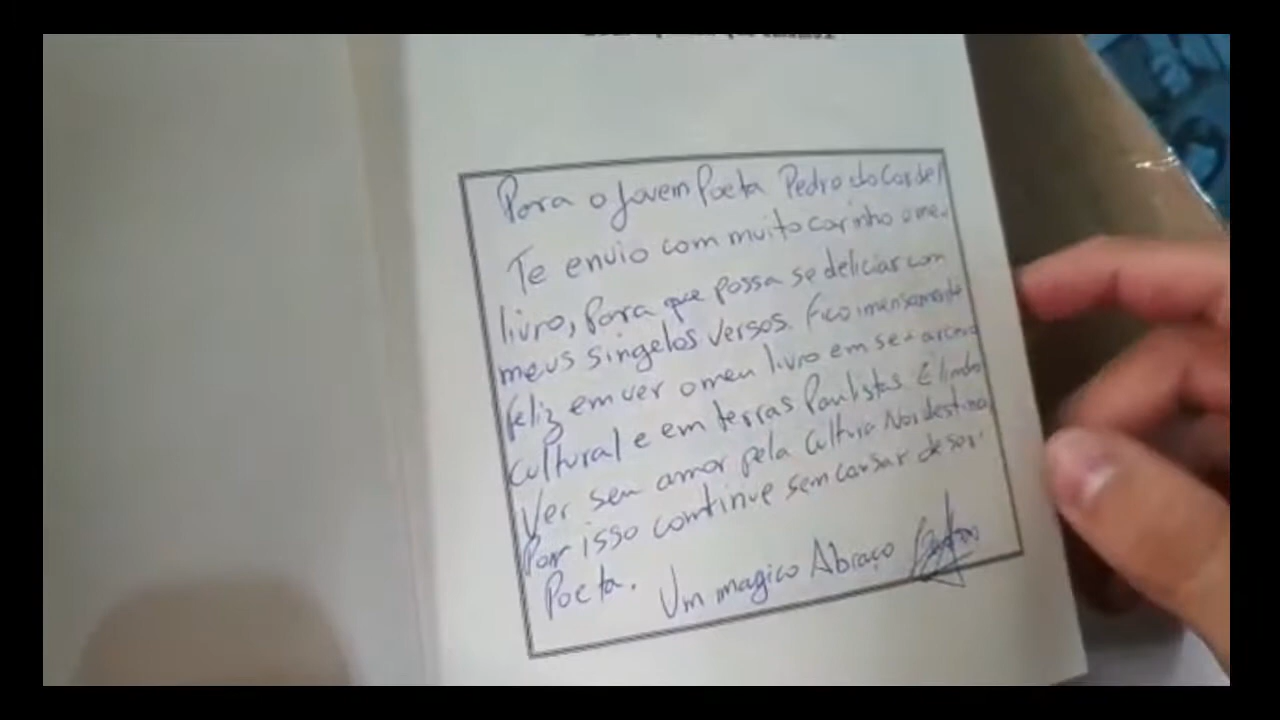 Para o Jovem Poeta Pedro do Cordel
Te envio com muito carinho o meu
livro, Para que possa se deliciar com
meus singelos versos. Fico imensamente
feliz em ver o meu livro em seu acervo
cultural e em terras Paulistas É lindo
Ver seu amor pela Cultura Nordestina
Por isso continue sem cansar de ser
Poeta. Um magico Abraço